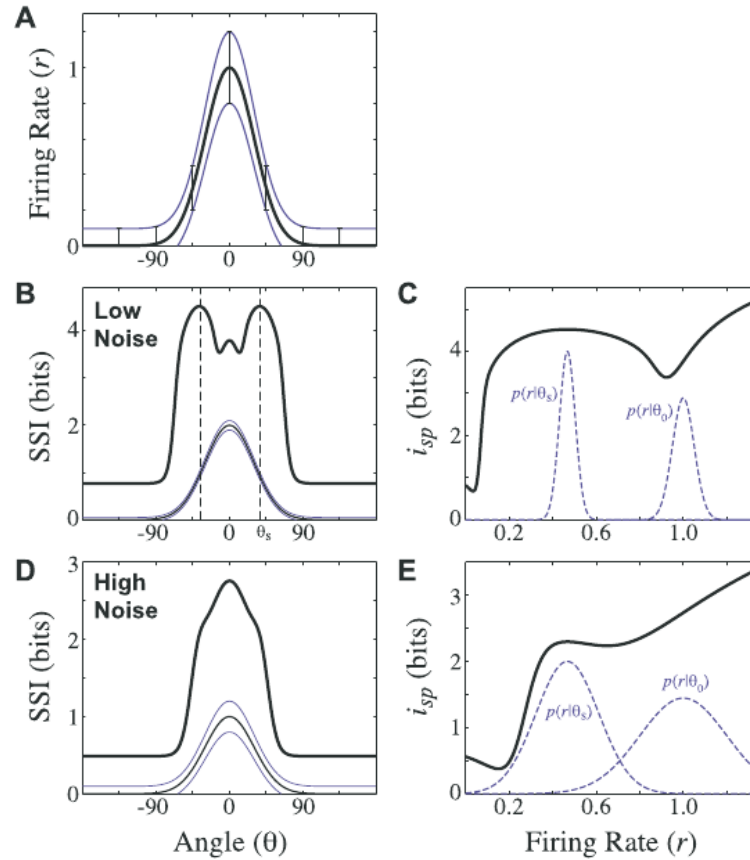 A
Firing Rate (r)
1
0
-90
0
90
B
Low
Noise
SSI (bits)
4
2
0
-90
0
θs
90
C
isp (bits)
4
2
0
p(r|θs)
p(r|θ0)
0.2
0.6
1.0
D
High
Noise
SSI (bits)
3
2
1
0
-90
0
90
Angle (θ)
E
isp (bits)
3
2
1
0
p(r|θs)
p(r|θ0)
0.2
0.6
1.0
Firing Rate (r)